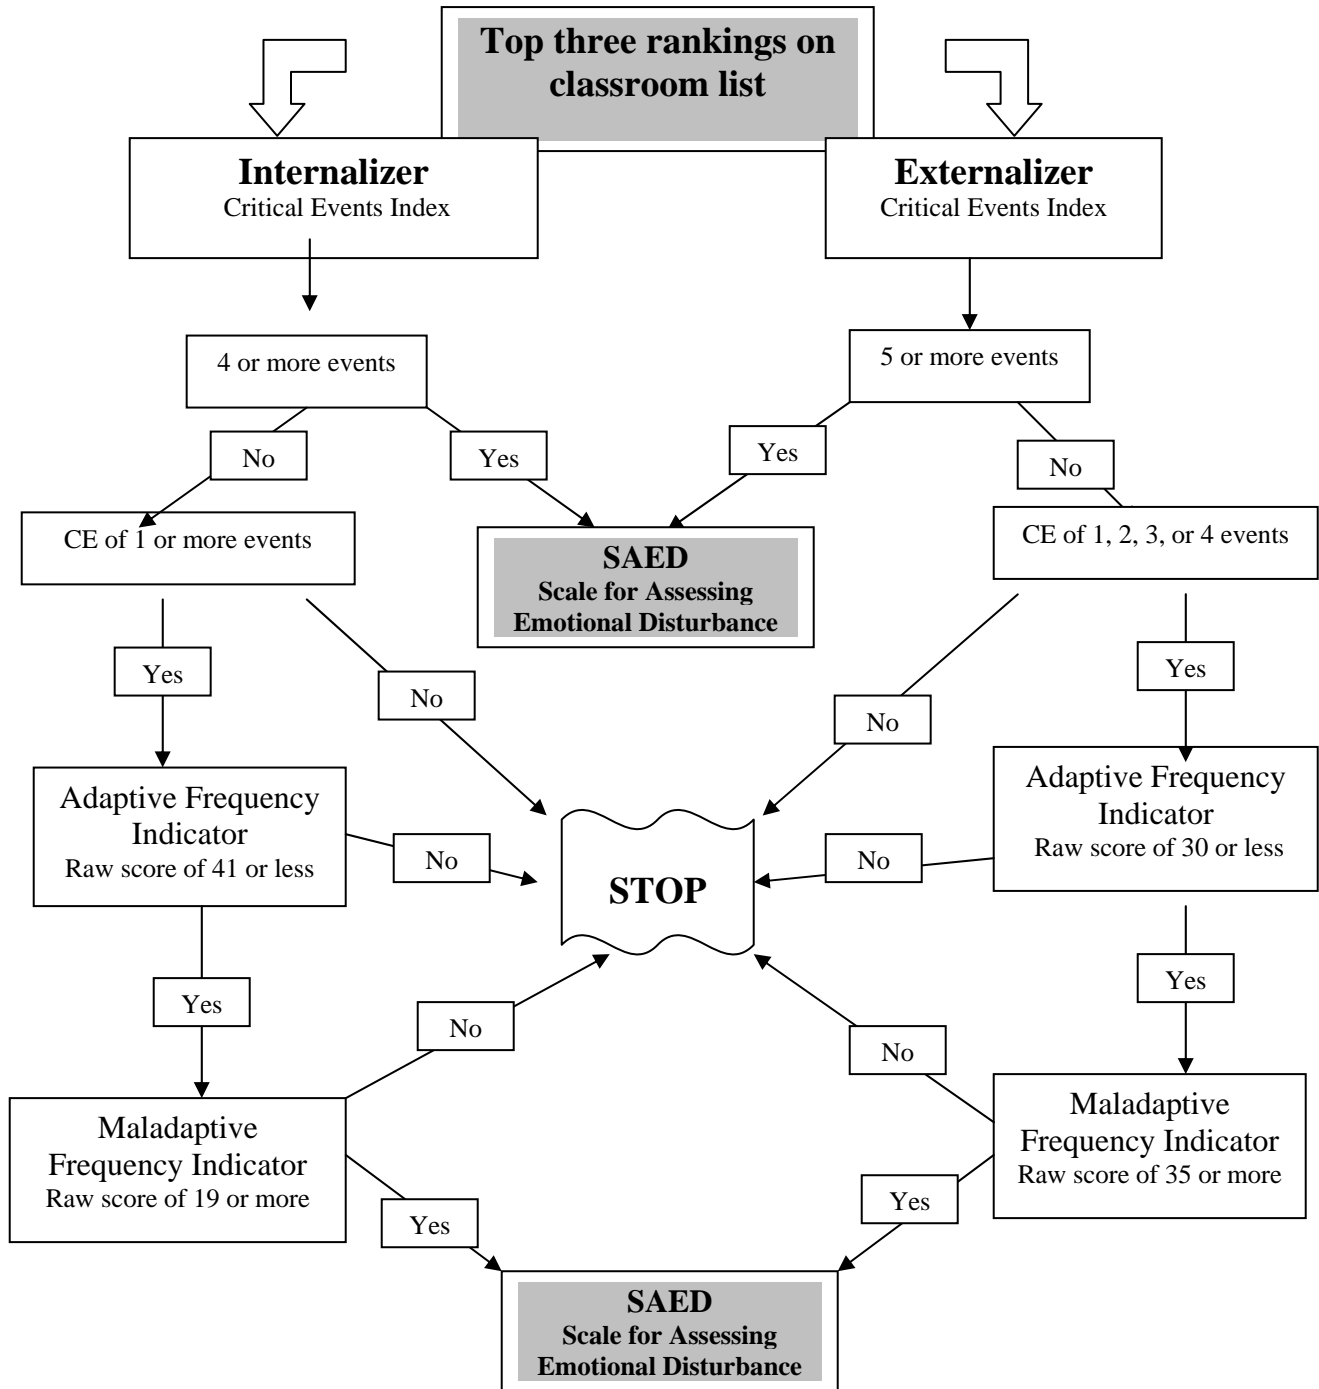 Top three rankings on
classroom list
Internalizer
Critical Events Index
Externalizer
Critical Events Index
4 or more events
5 or more events
No
Yes
Yes
No
CE of 1 or more events
SAED
Scale for Assessing
Emotional Disturbance
CE of 1, 2, 3, or 4 events
Yes
No
No
Yes
Adaptive Frequency
Indicator
Raw score of 41 or less
No
STOP
No
Adaptive Frequency
Indicator
Raw score of 30 or less
Yes
No
No
Yes
Maladaptive
Frequency Indicator
Raw score of 19 or more
Yes
Yes
Maladaptive
Frequency Indicator
Raw score of 35 or more
SAED
Scale for Assessing
Emotional Disturbance